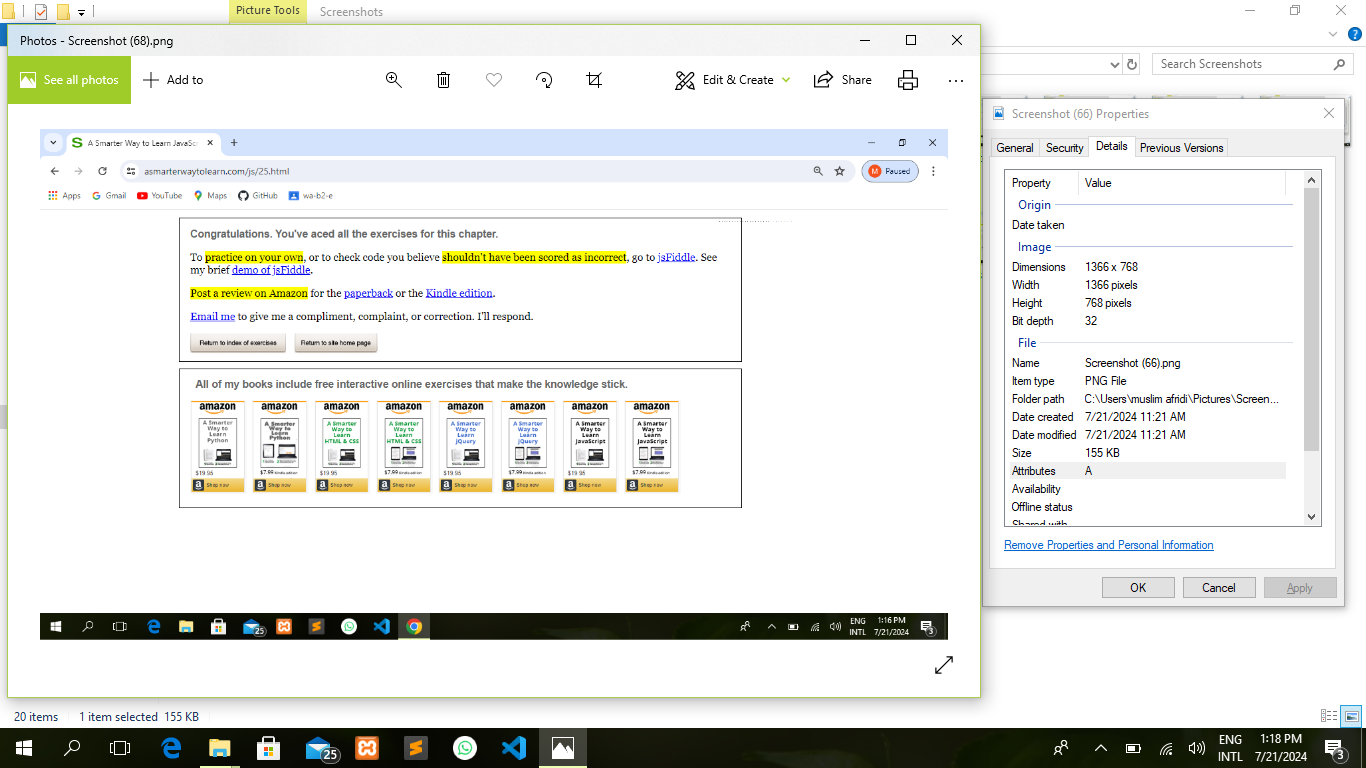 Picture Tools
Screenshots
Photos - Screenshot (68).png
See all photos
Add to
Edit & Create
Share
Search Screenshots
A Smarter Way to Learn JavaSc
asmarterwaytolearn.com/js/25.html
M Paused
Apps
Gmail
YouTube
Maps
GitHub
wa-b2-e
Congratulations. You've aced all the exercises for this chapter.
To practice on your own, or to check code you believe shouldn't have been scored as incorrect, go to jsFiddle. See
my brief demo of jsFiddle.
Post a review on Amazon for the paperback or the Kindle edition.
Email me to give me a compliment, complaint, or correction. I'll respond.
Return to index of exercises
Return to site home page
All of my books include free interactive online exercises that make the knowledge stick.
amazon
A Smarter
Way to
Learn
Python
$19.95
Shop now
amazon
A Smarter
Way to
Learn
Python
$7.99 Kindle edition
Shop now
amazon
A Smarter
Way to
Learn
HTML & CSS
$19.95
Shop now
amazon
A Smarter
Way to
Learn
HTML & CSS
$7.99 Kindle edition
Shop now
amazon
A Smarter
Way to
Learn
jQuery
$19.95
Shop now
amazon
A Smarter
Way to
Learn
jQuery
$7.99 Kindle edition
Shop now
amazon
A Smarter
Way to
Learn
JavaScript
$19.95
Shop now
amazon
A Smarter
Way to
Learn
JavaScript
$7.99 Kindle edition
Shop now
25
ENG
INTL
1:16 PM
7/21/2024
3
Screenshot (66) Properties
General
Security
Details
Previous Versions
Property Value
Origin
Date taken
Image
Dimensions 1366 x 768
Width 1366 pixels
Height 768 pixels
Bit depth 32
File
Name Screenshot (66).png
Item type PNG File
Folder path C:\Users\muslim afridi\Pictures\Screen...
Date created 7/21/2024 11:21 AM
Date modified 7/21/2024 11:21 AM
Size 155 KB
Attributes A
Availability
Offline status
Shared with
Remove Properties and Personal Information
OK
Cancel
Apply
20 items
1 item selected 155 KB
25
ENG
INTL
1:18 PM
7/21/2024
3